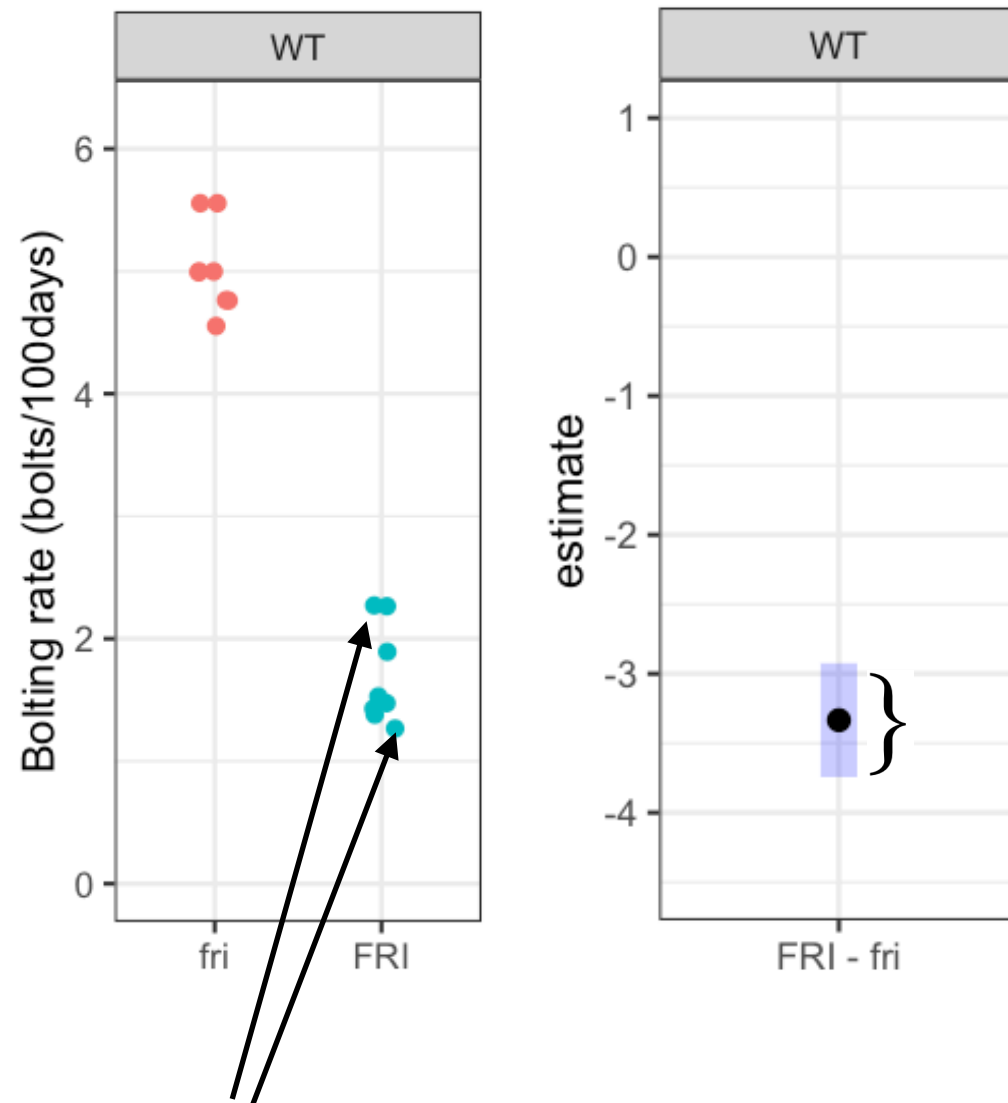 WT
Bolting rate (bolts/100days)
6
4
2
0
fri FRI
WT
estimate
1
0
-1
-2
-3
-4
}
FRI - fri